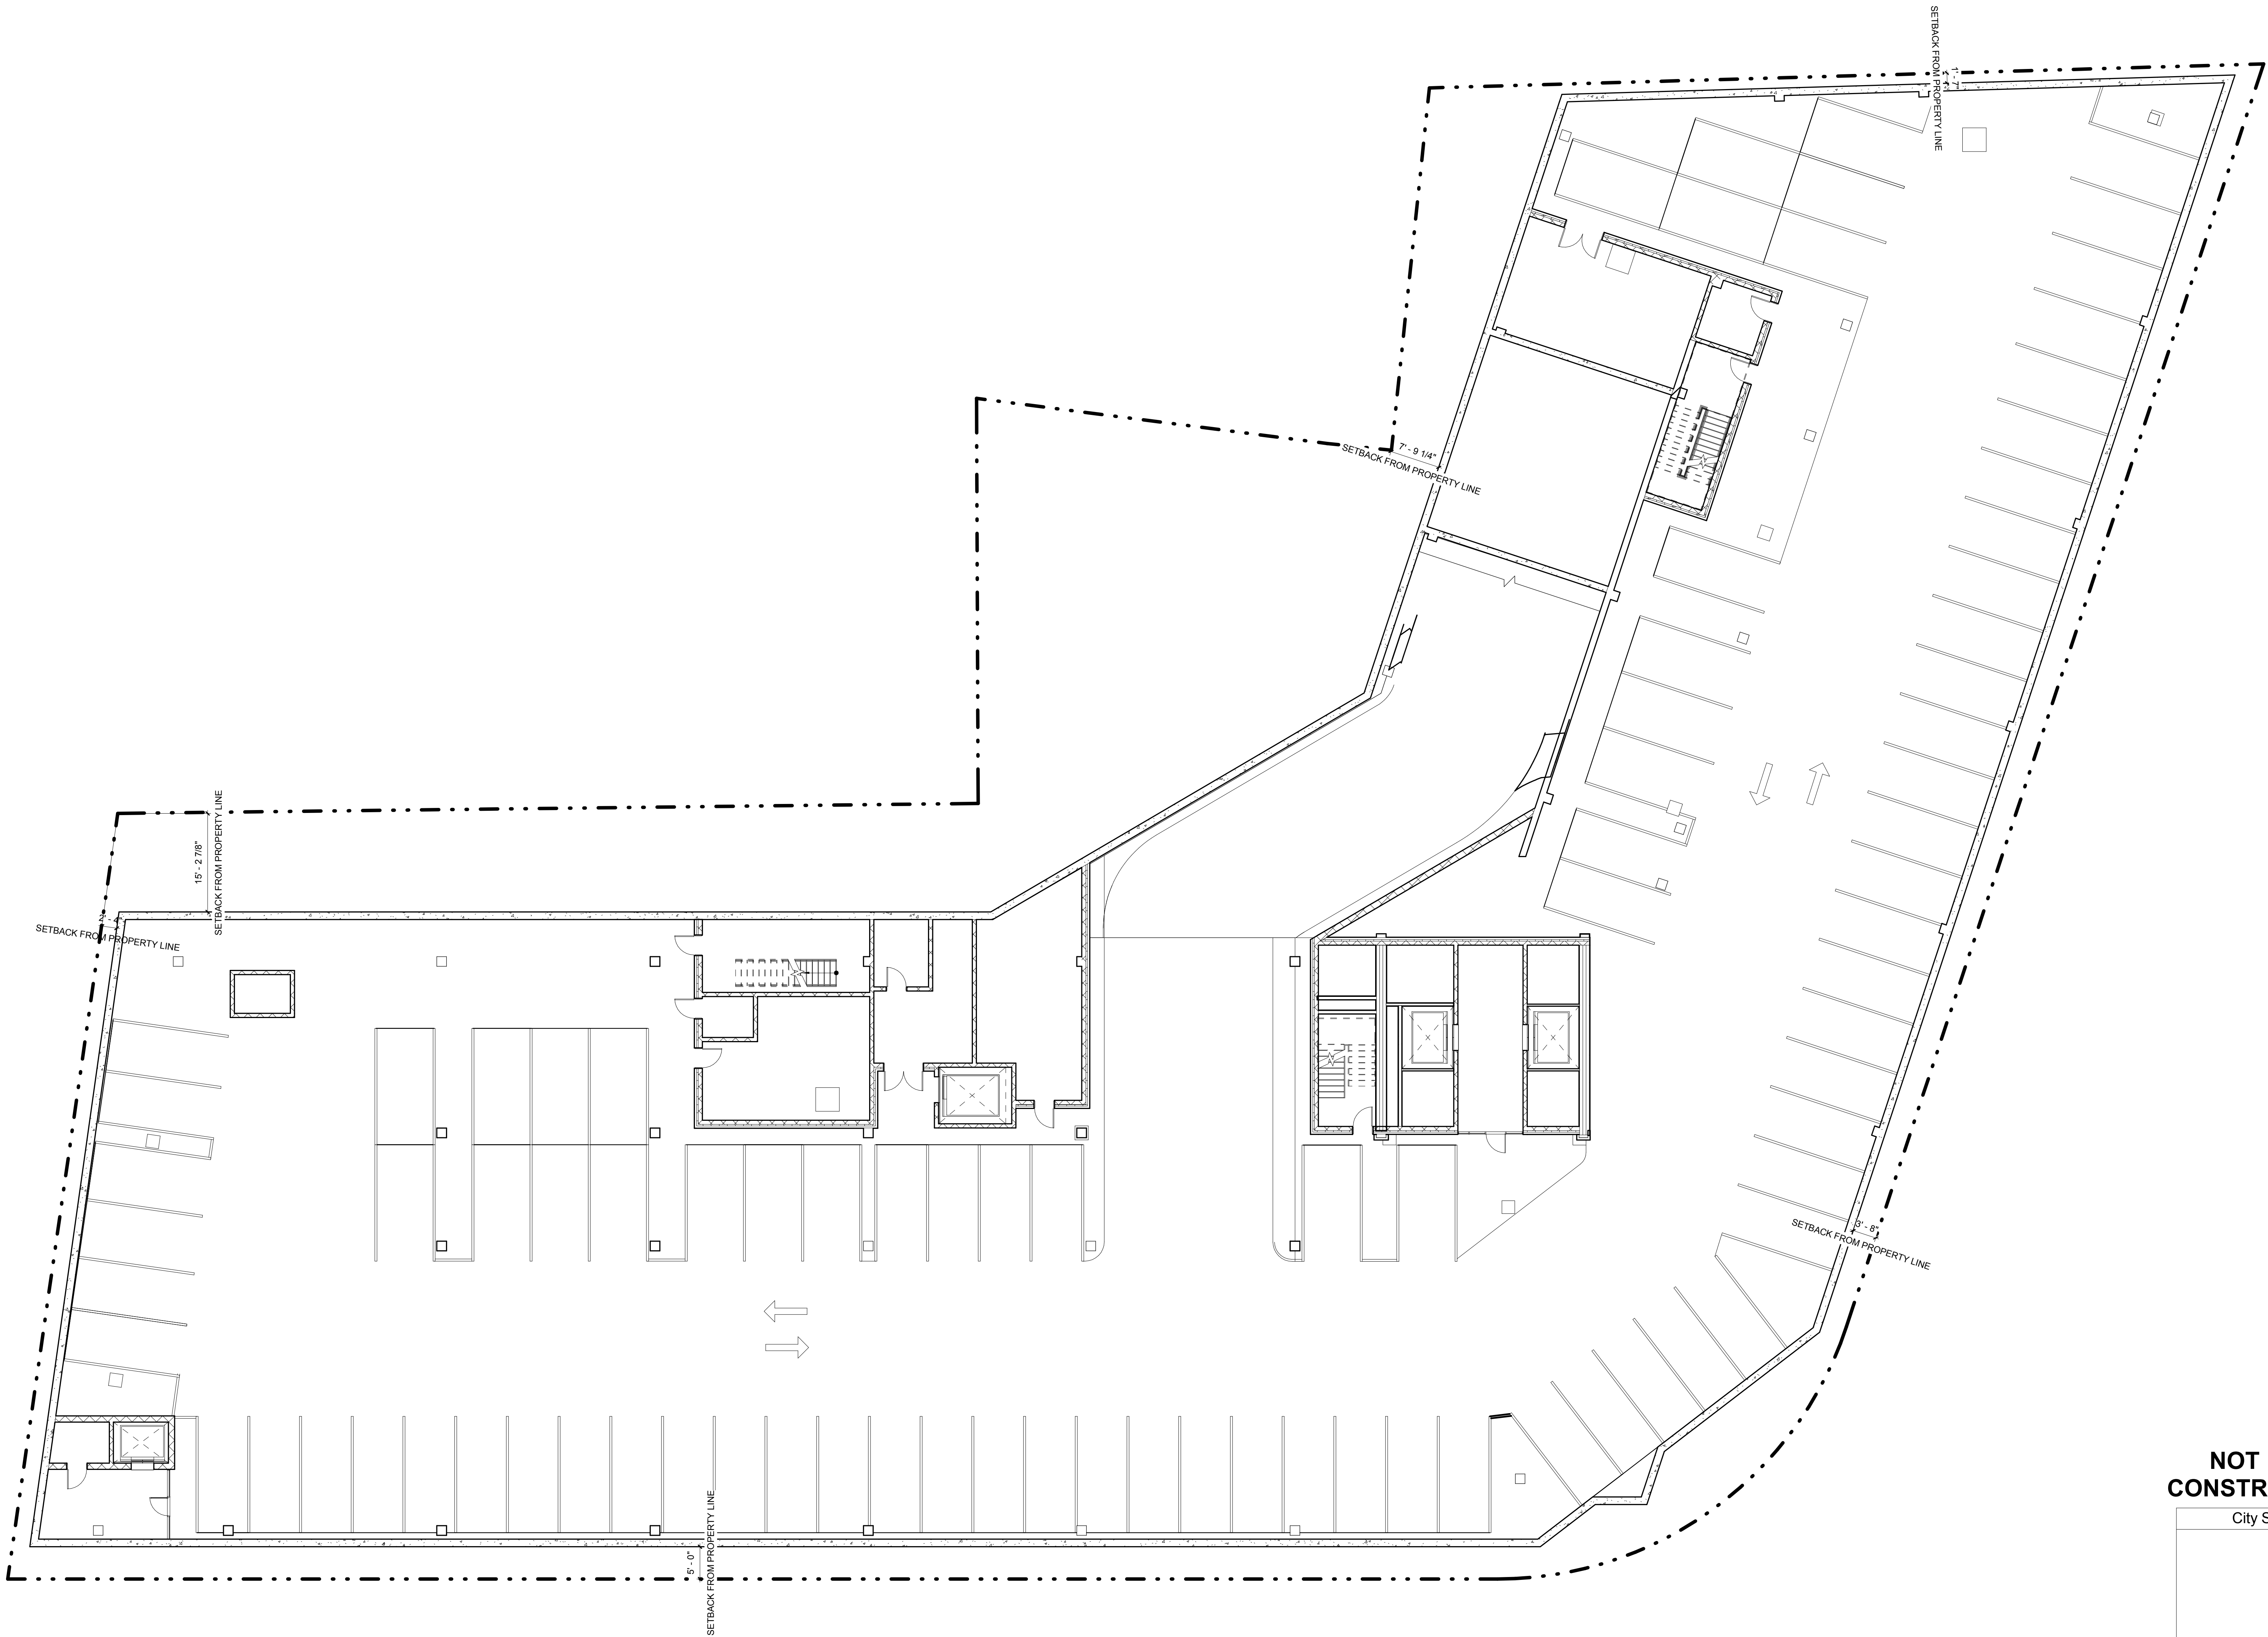 SETBACK FROM PROPERTY LINE
1' - 7"
7' - 9 1/4"
SETBACK FROM PROPERTY LINE
15' - 2 7/8"
SETBACK FROM PROPERTY LINE
2' - 4"
SETBACK FROM PROPERTY LINE
3' - 8"
SETBACK FROM PROPERTY LINE
5' - 0"
SETBACK FROM PROPERTY LINE
NOT
CONSTR
City S